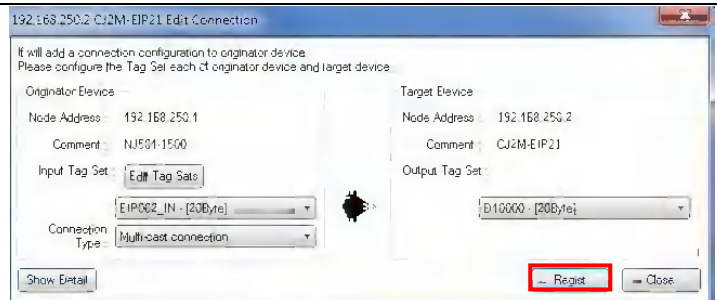 192.168.250.2 CJ2M-EIP21 Edit Connection
It will add a connection configuration to originator device.
Please configure the Tag Set each of originator device and target device.
Originator Device
Target Device
Node Address : 192.168.250.1
Node Address : 192.168.250.2
Comment : NJ501-1500
Comment : CJ2M-EIP21
Input Tag Set : Edit Tag Sets
Output Tag Set :
EIP002_IN - [20Byte]
D10000 - [20Byte]
Connection Type : Multi-cast connection
Show Detail
Regist
Close